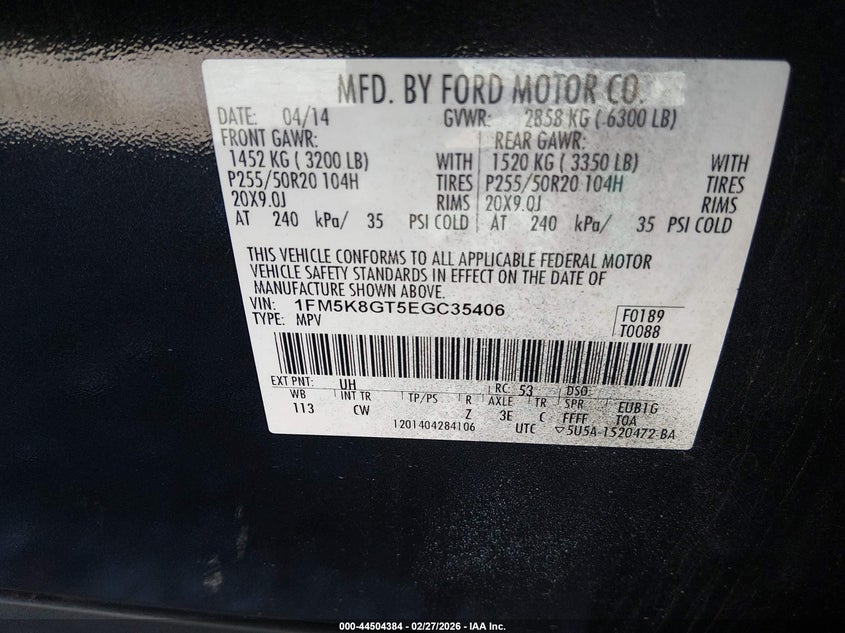 MFD. BY FORD MOTOR CO.
DATE: 04/14 GVWR: 2858 KG ( 6300 LB)
FRONT GAWR: REAR GAWR:
1452 KG ( 3200 LB) WITH 1520 KG ( 3350 LB) WITH
P255/50R20 104H TIRES P255/50R20 104H TIRES
20X9.0J RIMS 20X9.0J RIMS
AT 240 kPa/ 35 PSI COLD AT 240 kPa/ 35 PSI COLD
THIS VEHICLE CONFORMS TO ALL APPLICABLE FEDERAL MOTOR
VEHICLE SAFETY STANDARDS IN EFFECT ON THE DATE OF
MANUFACTURE SHOWN ABOVE.
VIN: 1FM5K8GT5EGC35406 F0189
TYPE: MPV T0088
EXT PNT: UH RC: 53 DSO:
WB INT TR TP/PS R AXLE TR SPR EUB1G
113 CW Z 3E C FFFF TOA
1201404284106 UTC ▽5U5A-1520472-BA
000-44504384 - 02/27/2026 - IAA Inc.